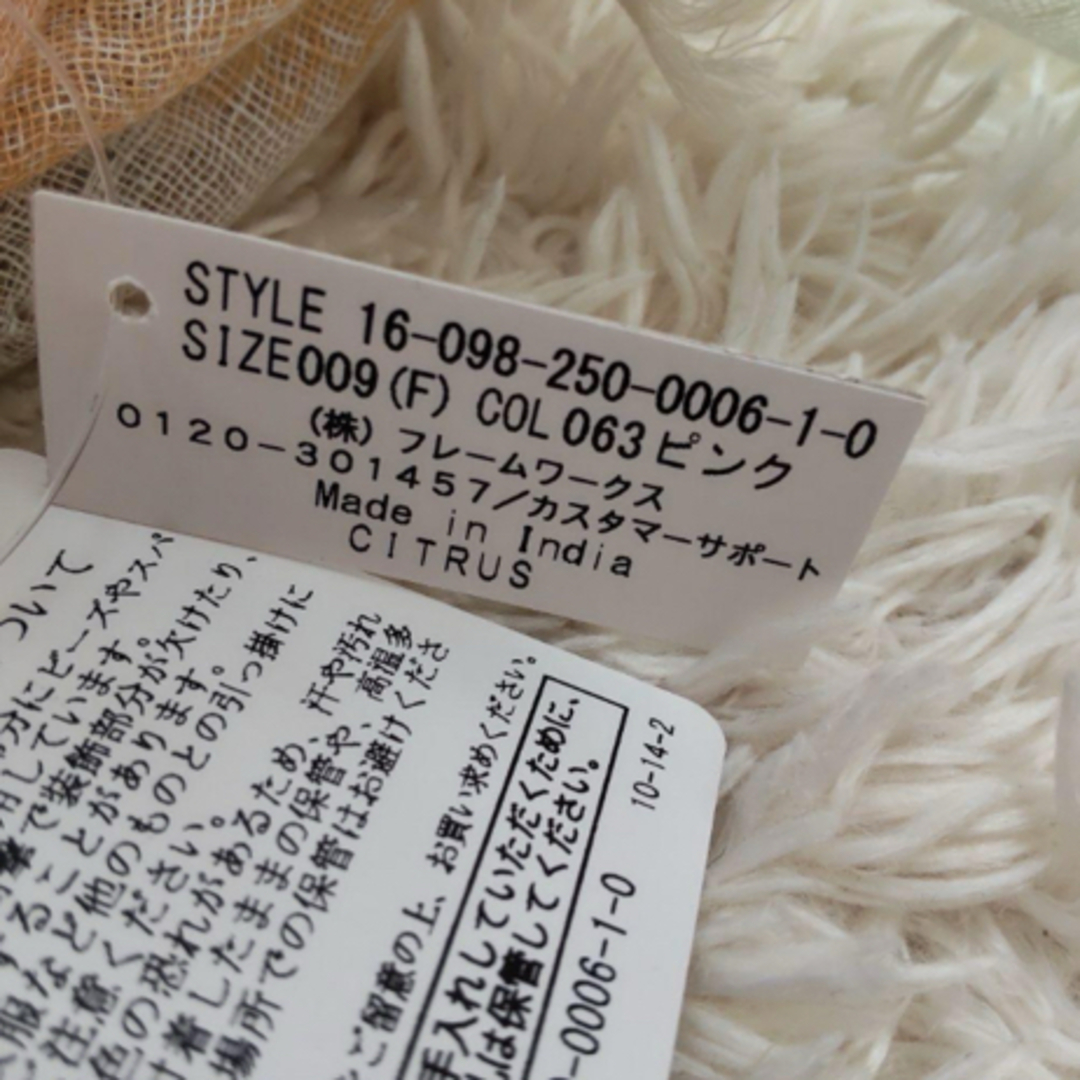 STYLE 16-098-250-0006-1-0
SIZE009(F) COL063ピンク
(株)フレームワークス
0120-301457/カスタマーサポート
Made in India
CITRUS
ついて
分にビーズやスパ
用しています。
で装飾部分が欠けたり、
することがあります。
服など他のものとの引っ掛けに
注意ください。
色の恐れがあるため、汗や汚れ
け着したままの保管や、高温多
場所での保管はお避けくださ
ご留意の上、お買い求めください。
手入れしていただくために、
は保管してください。
-0006-1-0 10-14-2